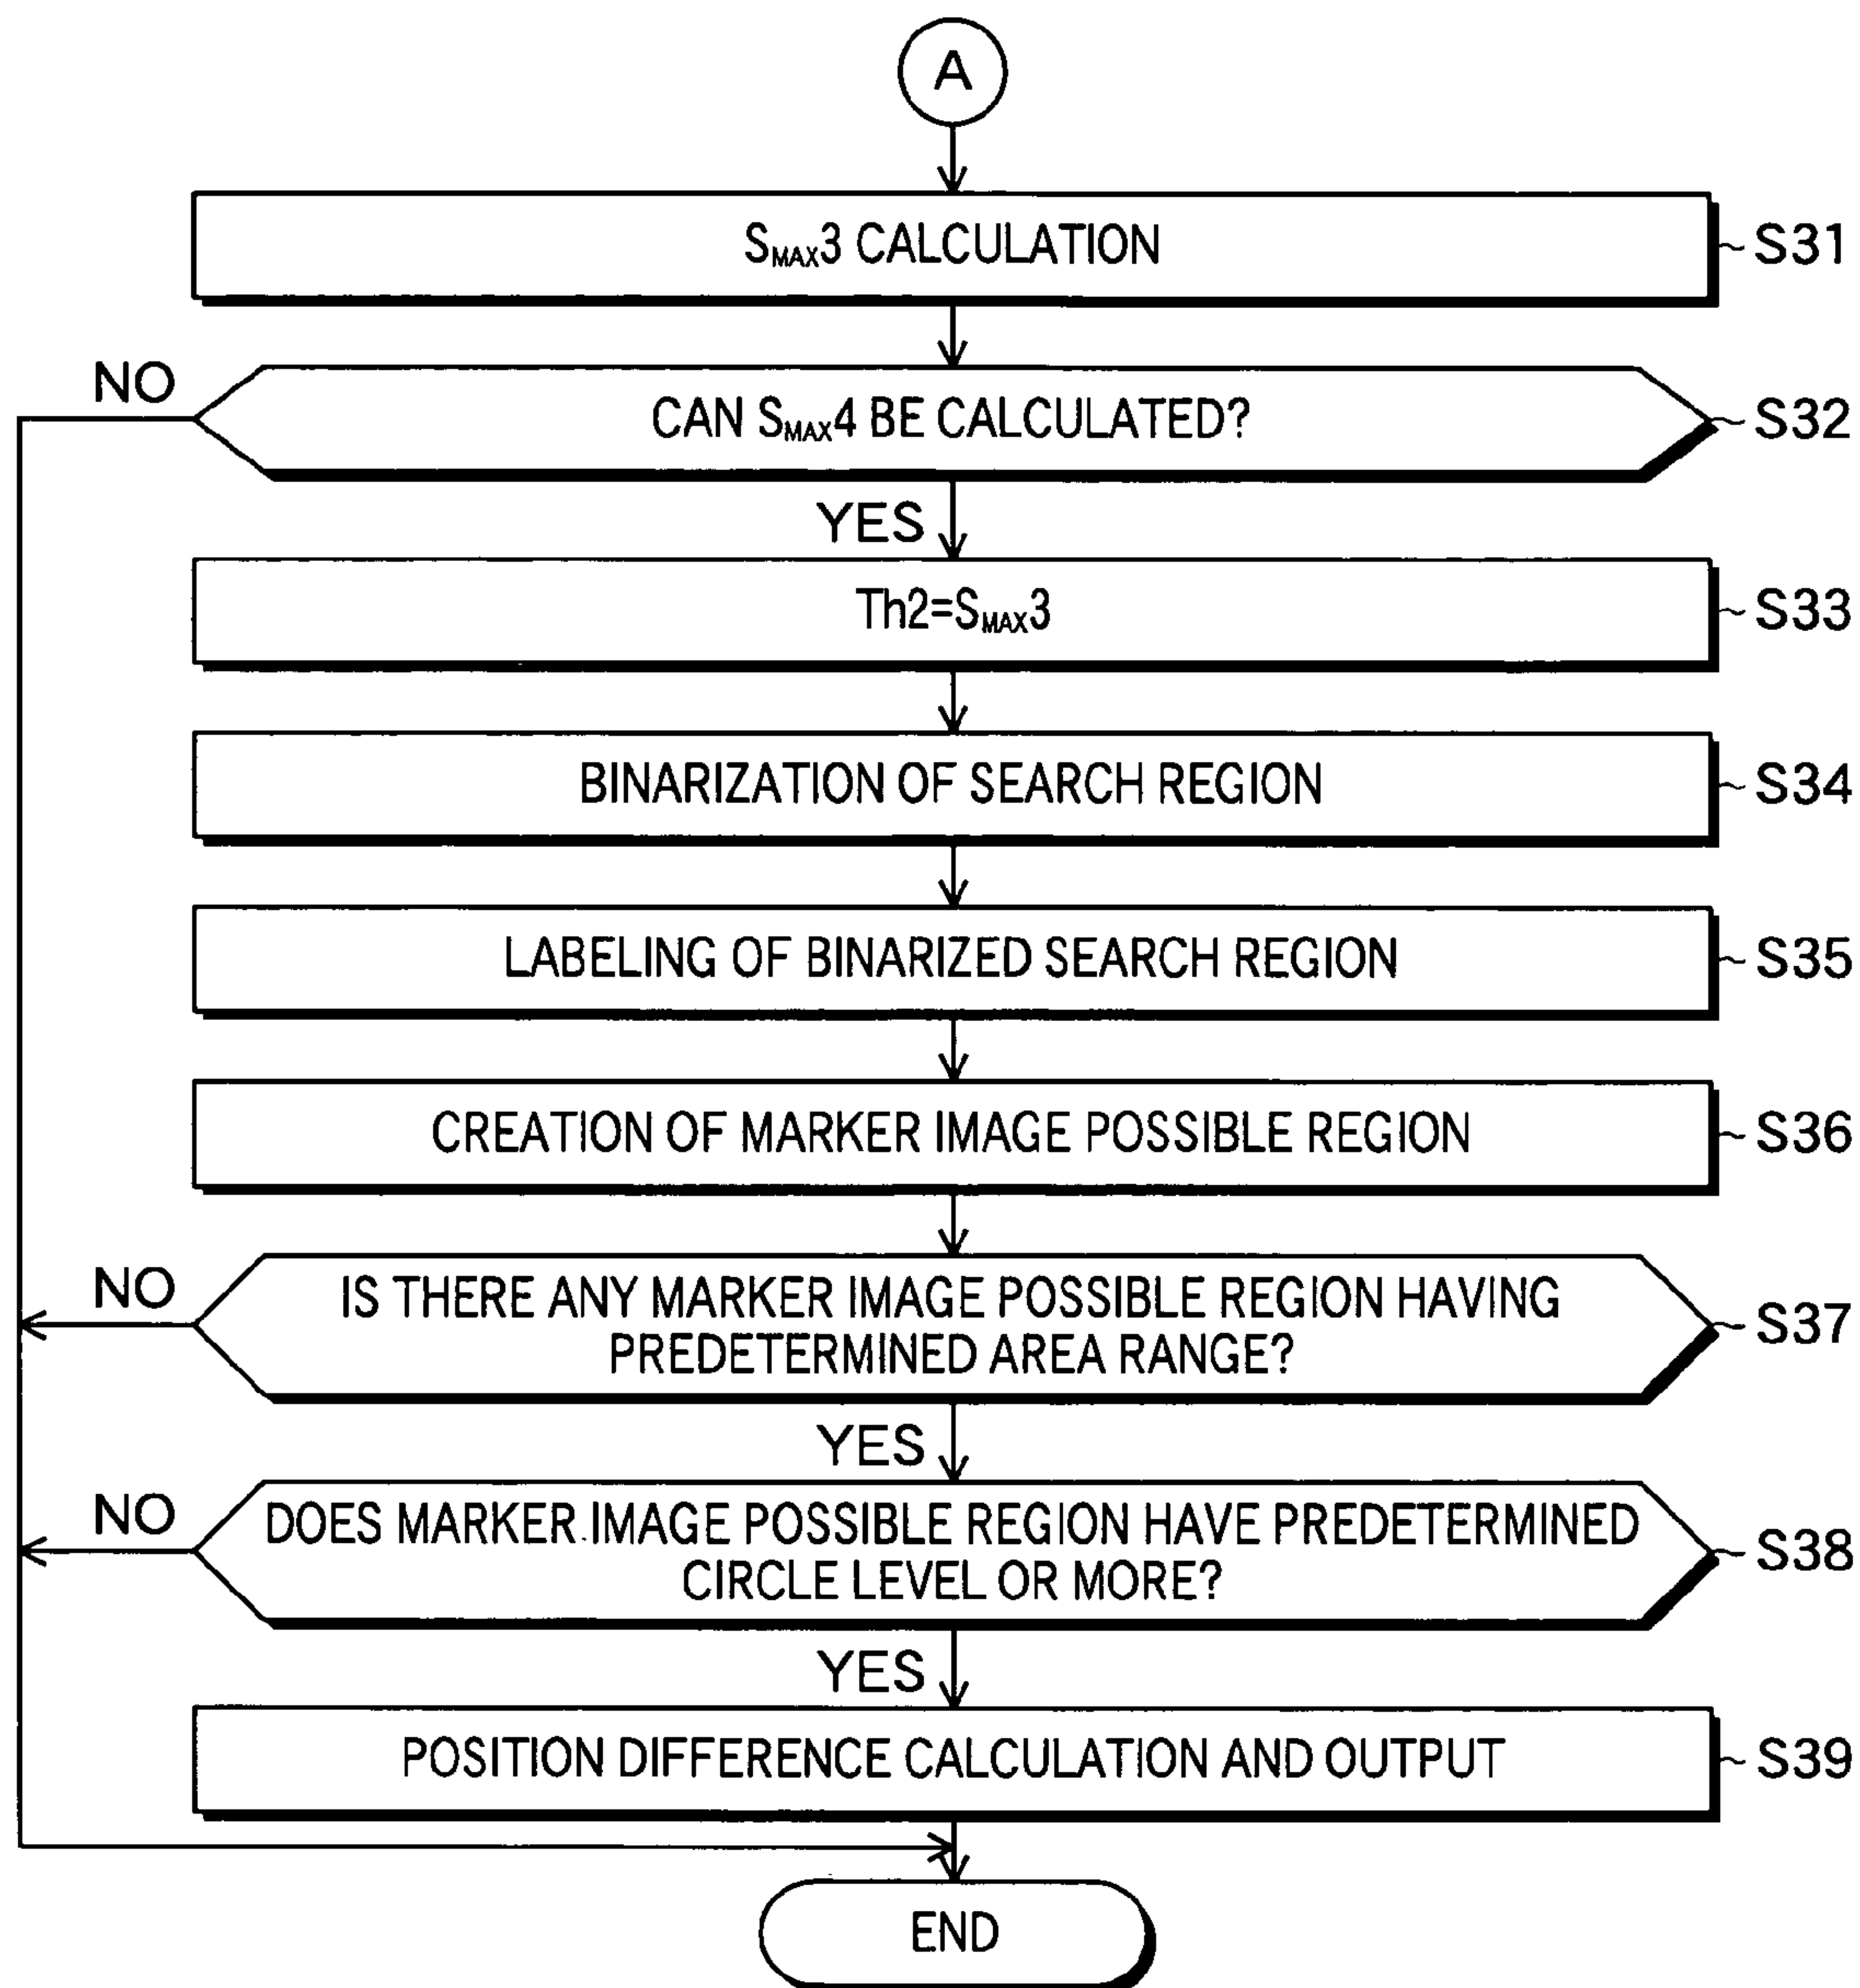 A
SMAX3 CALCULATION
S31
NO
CAN SMAX4 BE CALCULATED?
S32
YES
Th2=SMAX3
S33
BINARIZATION OF SEARCH REGION
S34
LABELING OF BINARIZED SEARCH REGION
S35
CREATION OF MARKER IMAGE POSSIBLE REGION
S36
NO
IS THERE ANY MARKER IMAGE POSSIBLE REGION HAVING
PREDETERMINED AREA RANGE?
S37
YES
NO
DOES MARKER IMAGE POSSIBLE REGION HAVE PREDETERMINED
CIRCLE LEVEL OR MORE?
S38
YES
POSITION DIFFERENCE CALCULATION AND OUTPUT
S39
END